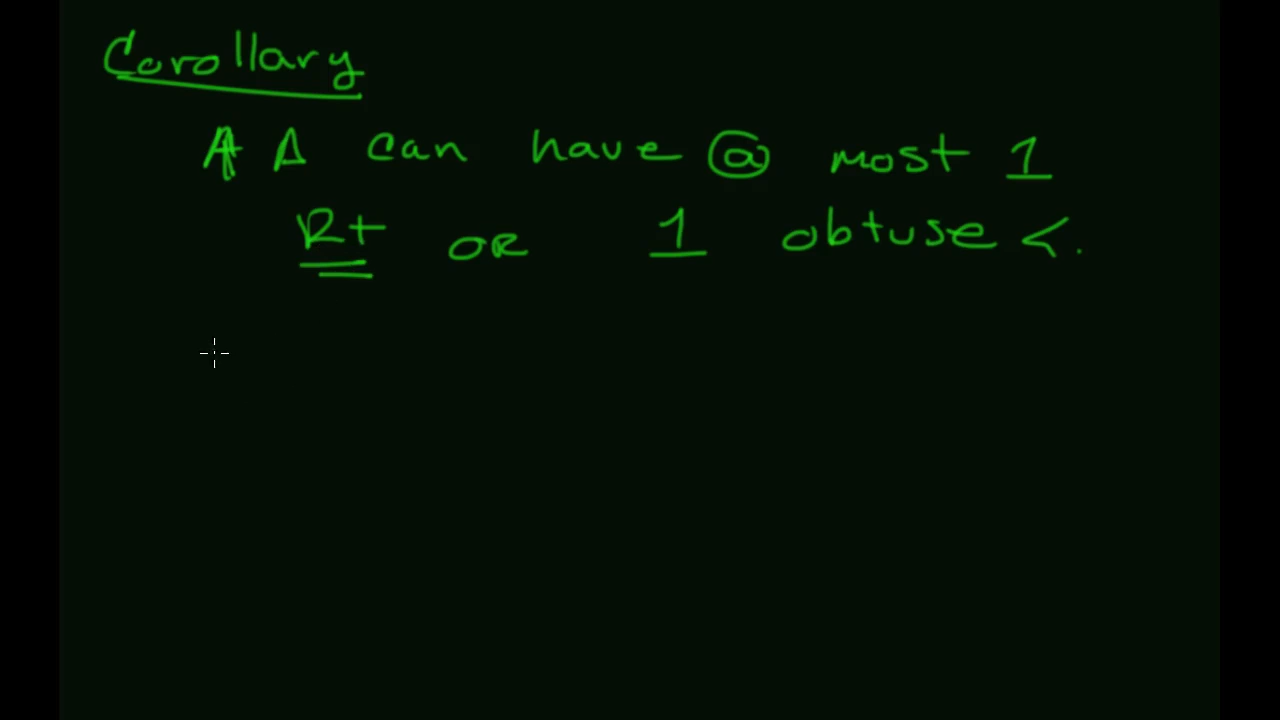 Corollary
A Δ can have @ most 1
Rt or 1 obtuse <.